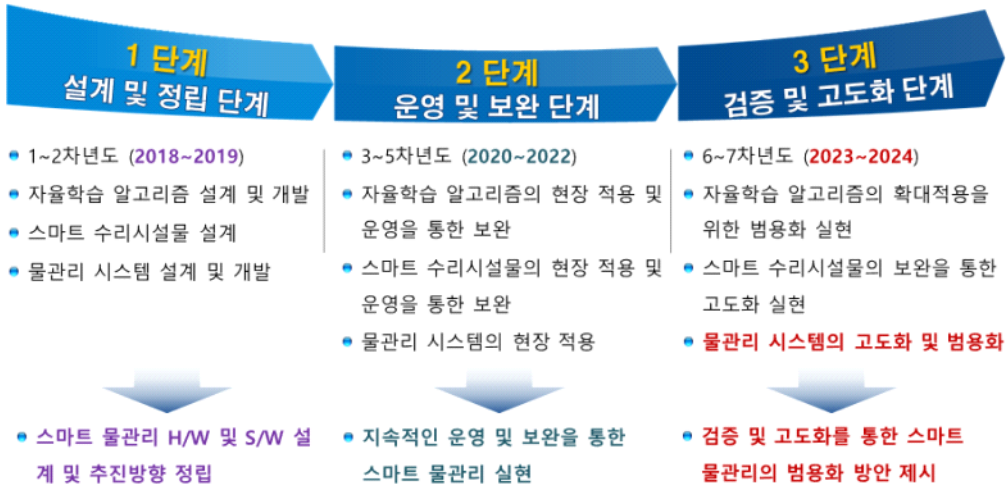 1 단계
설계 및 정립 단계
• 1~2차년도 (2018~2019)
• 자율학습 알고리즘 설계 및 개발
• 스마트 수리시설물 설계
• 물관리 시스템 설계 및 개발
• 스마트 물관리 H/W 및 S/W 설
계 및 추진방향 정립
2 단계
운영 및 보완 단계
• 3~5차년도 (2020~2022)
• 자율학습 알고리즘의 현장 적용 및
운영을 통한 보완
• 스마트 수리시설물의 현장 적용 및
운영을 통한 보완
• 물관리 시스템의 현장 적용
• 지속적인 운영 및 보완을 통한
스마트 물관리 실현
3 단계
검증 및 고도화 단계
• 6~7차년도 (2023~2024)
• 자율학습 알고리즘의 확대적용을
위한 범용화 실현
• 스마트 수리시설물의 보완을 통한
고도화 실현
• 물관리 시스템의 고도화 및 범용화
• 검증 및 고도화를 통한 스마트
물관리의 범용화 방안 제시